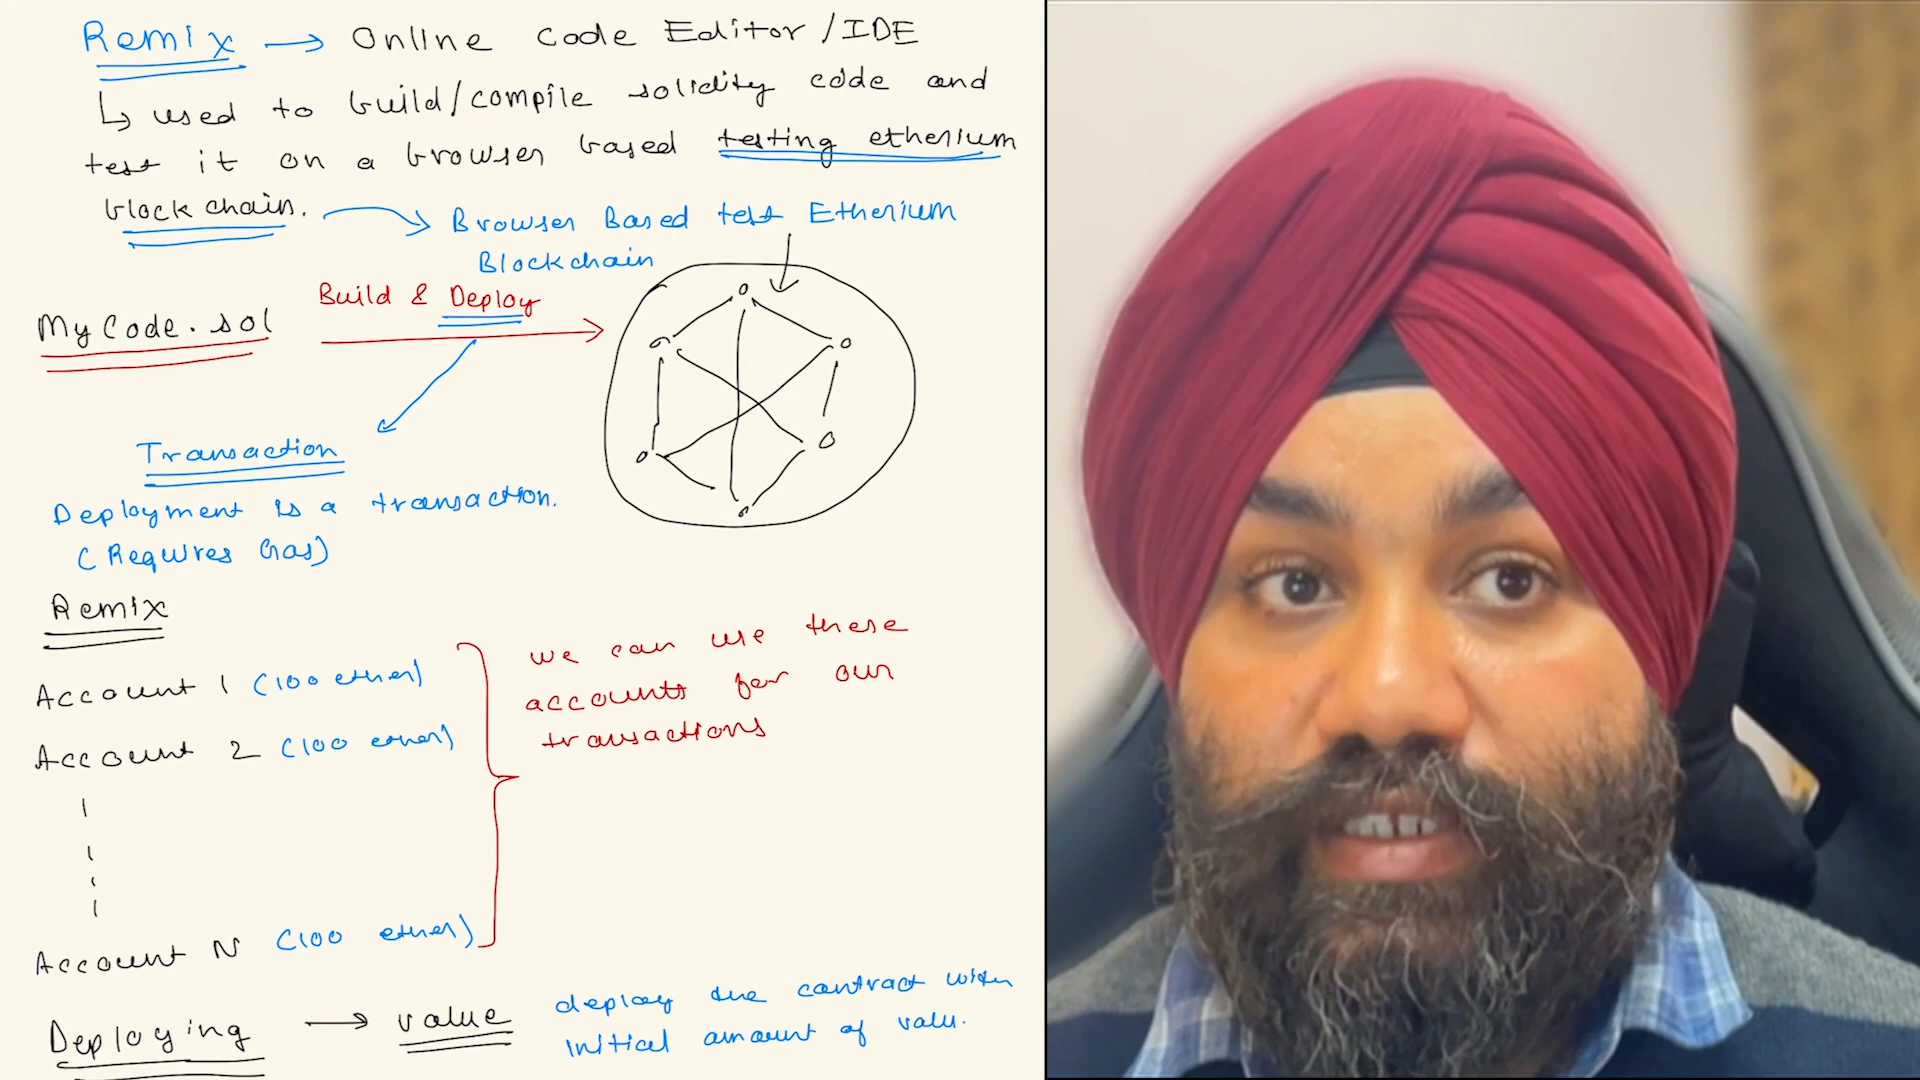 Remix → Online Code Editor / IDE
↳ used to build/compile solidity code and
test it on a browser based testing etherium
block chain.
Browser Based test Etherium
Blockchain
Build & Deploy
My Code.sol
Transaction
Deployment is a transaction.
(Requires Gas)
Remix
Account 1 (100 ether)
Account 2 (100 ether)
Account N (100 ether)
we can use these
accounts for our
transactions
Deploying → value
deploy the contract with
initial amount of valu.